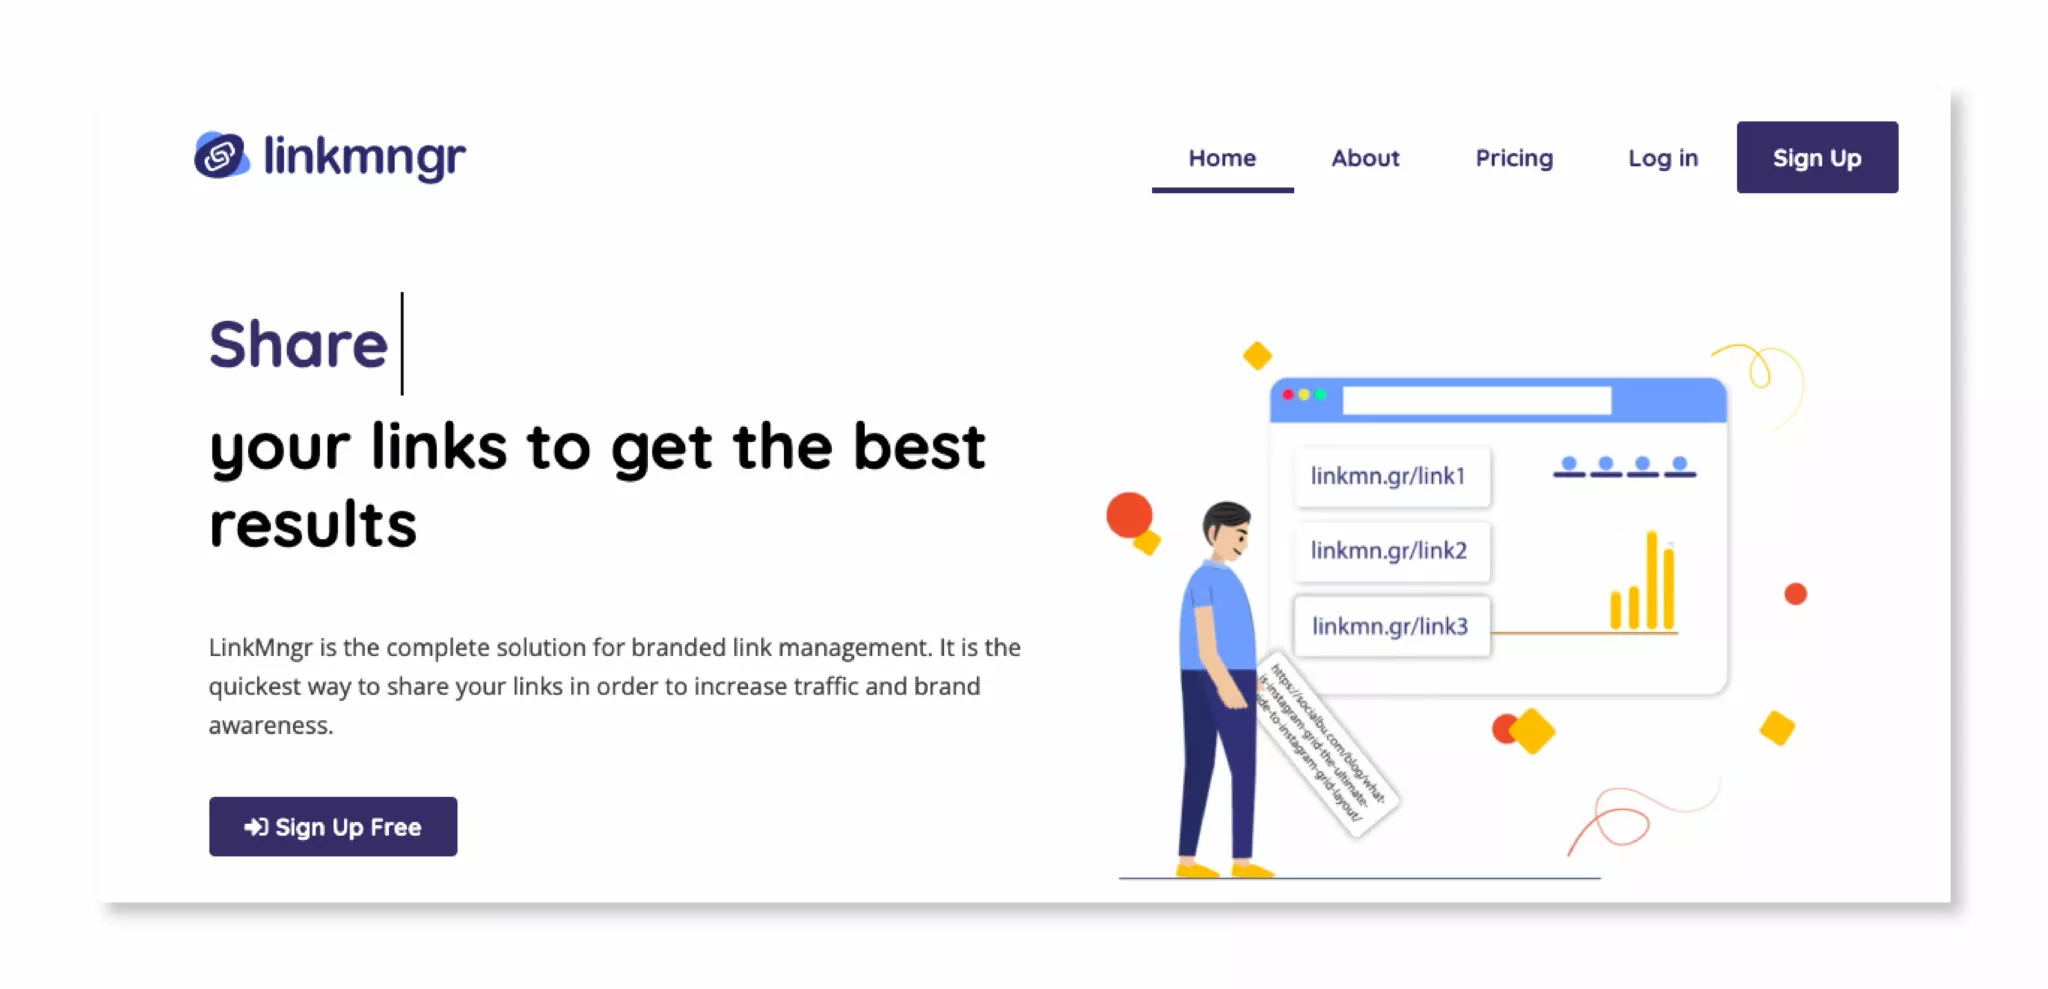 linkmngr
Home
About
Pricing
Log in
Sign Up
Share
your links to get the best
results
LinkMngr is the complete solution for branded link management. It is the
quickest way to share your links in order to increase traffic and brand
awareness.
Sign Up Free
linkmn.gr/link1
linkmn.gr/link2
linkmn.gr/link3
https://socialbu.com/blog/what-
is-instagram-grid-the-ultimate-
ide-to-instagram-grid-layout/